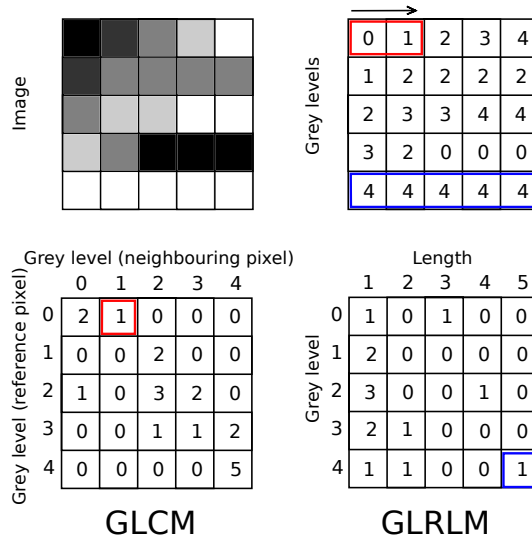 Image
Grey levels
0 1 2 3 4
1 2 2 2 2
2 3 3 4 4
3 2 0 0 0
4 4 4 4 4
Grey level (neighbouring pixel)
0 1 2 3 4
Grey level (reference pixel)
0 2 1 0 0 0
1 0 0 2 0 0
2 1 0 3 2 0
3 0 0 1 1 2
4 0 0 0 0 5
GLCM
Length
1 2 3 4 5
Grey level
0 1 0 1 0 0
1 2 0 0 0 0
2 3 0 0 1 0
3 2 1 0 0 0
4 1 1 0 0 1
GLRLM